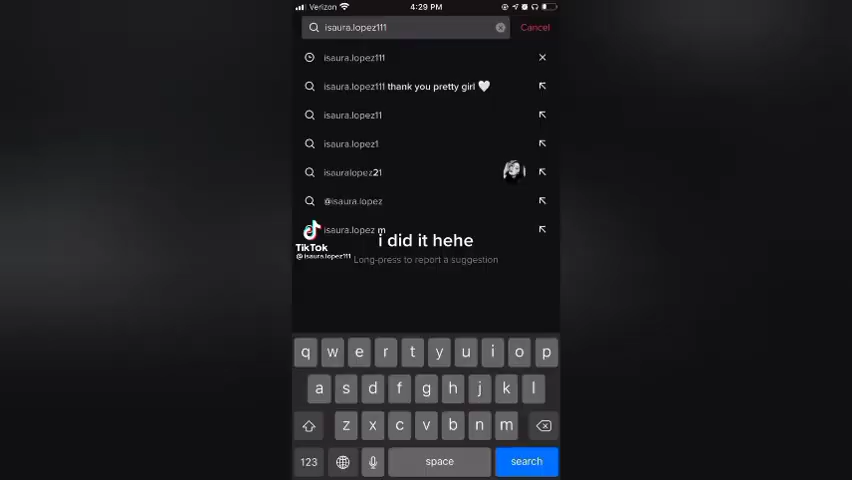 Verizon 4:29 PM
isaura.lopez111 Cancel
isaura.lopez111
isaura.lopez111 thank you pretty girl 🤍
isaura.lopez11
isaura.lopez1
isauralopez21
@isaura.lopez
isaura.lopez m
i did it hehe
TikTok
@isaura.lopez111
Long-press to report a suggestion
q w e r t y u i o p
a s d f g h j k l
z x c v b n m
123 space search